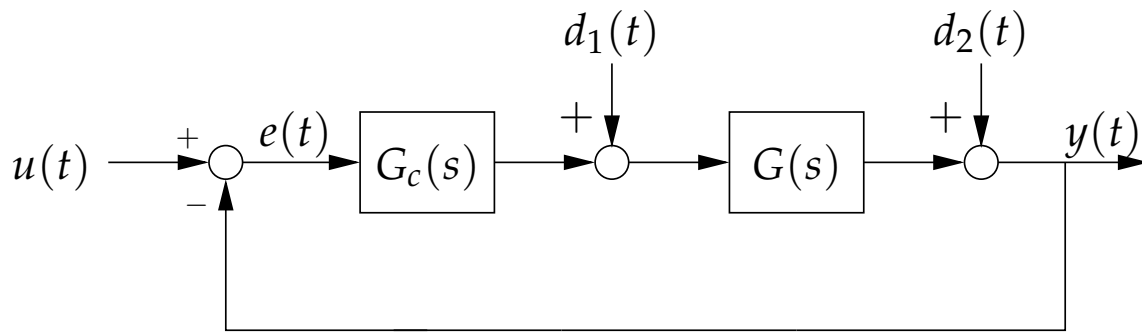 d₁(t) d₂(t)
+ e(t) + + y(t)
u(t) G_c(s) G(s)
−